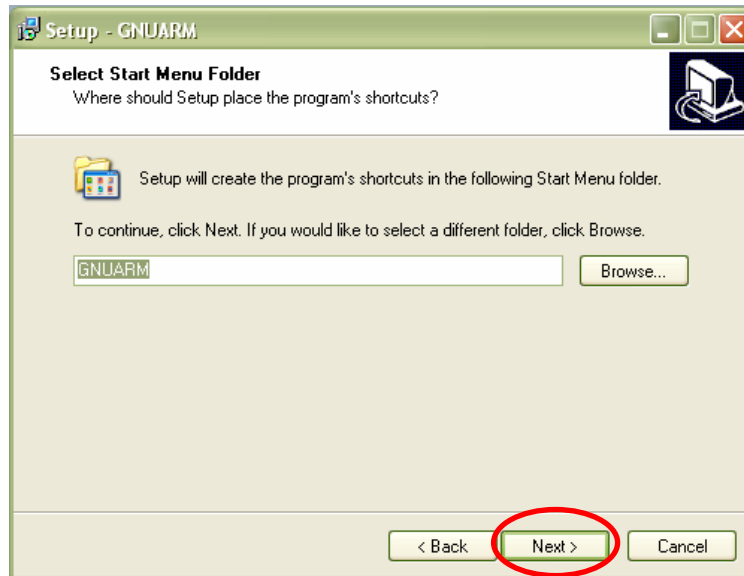 Setup - GNUARM
Select Start Menu Folder
Where should Setup place the program's shortcuts?
Setup will create the program's shortcuts in the following Start Menu folder.
To continue, click Next. If you would like to select a different folder, click Browse.
GNUARM
Browse...
< Back
Next >
Cancel